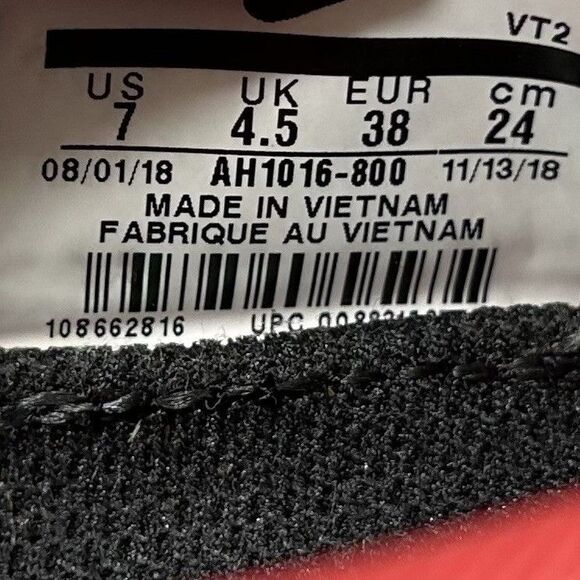 VT2
US UK EUR cm
7 4.5 38 24
08/01/18 AH1016-800 11/13/18
MADE IN VIETNAM
FABRIQUE AU VIETNAM
108662816 UPC